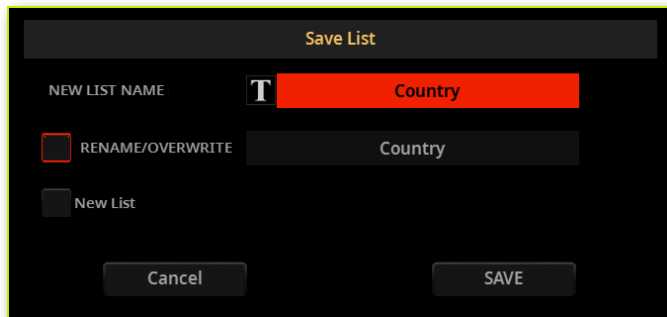 Save List
NEW LIST NAME T Country
RENAME/OVERWRITE Country
New List
Cancel SAVE